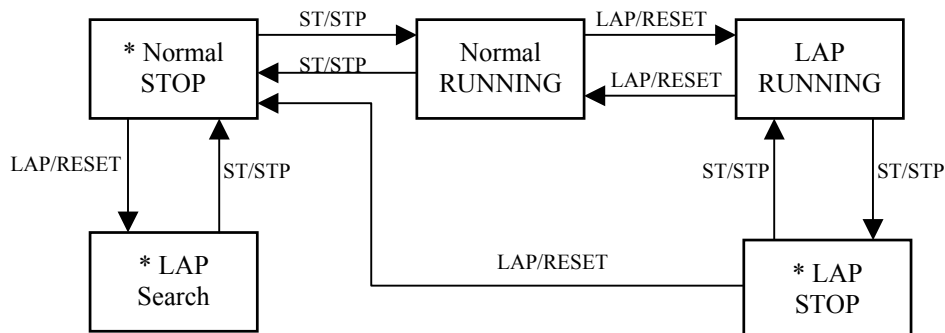 ST/STP
LAP/RESET
* Normal
STOP
Normal
RUNNING
LAP
RUNNING
ST/STP
LAP/RESET
LAP/RESET
ST/STP
ST/STP
ST/STP
* LAP
Search
LAP/RESET
* LAP
STOP